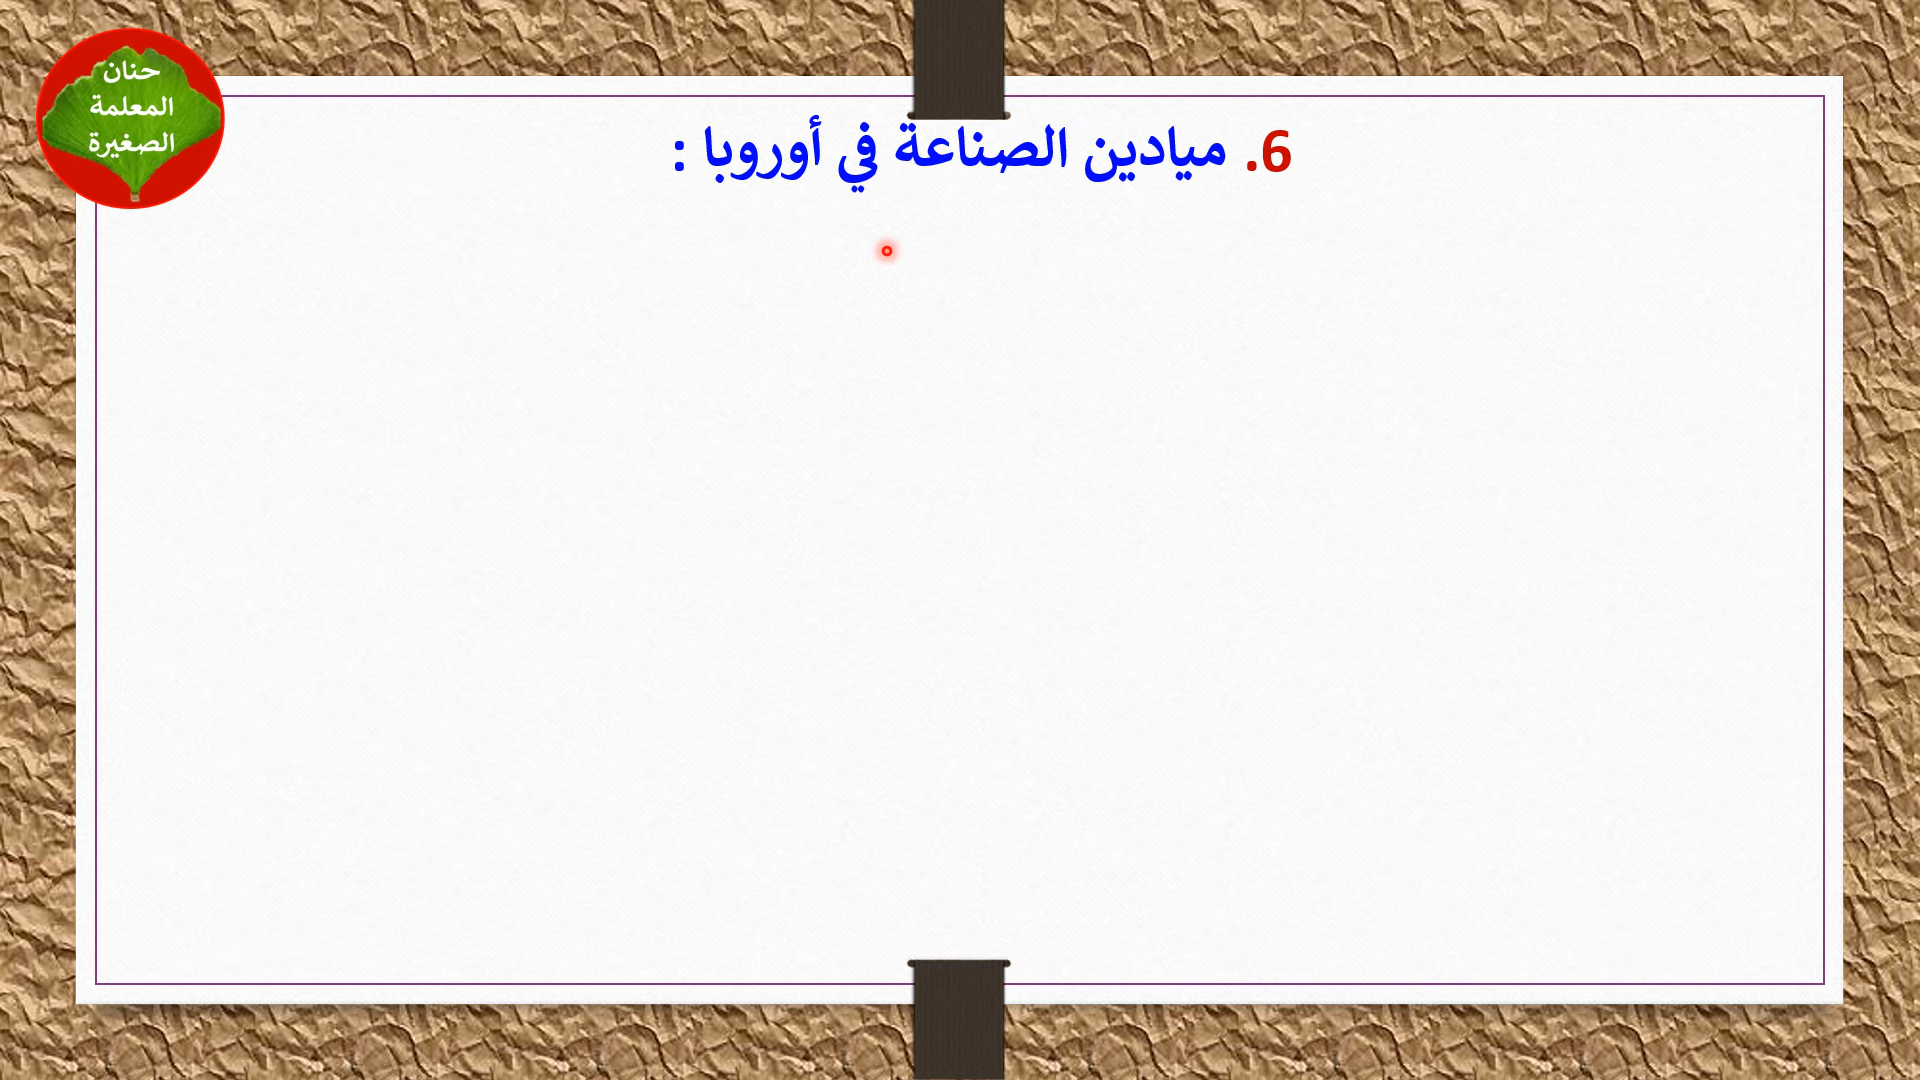 حنان
المعلمة
الصغيرة
6. ميادين الصناعة في أوروبا :